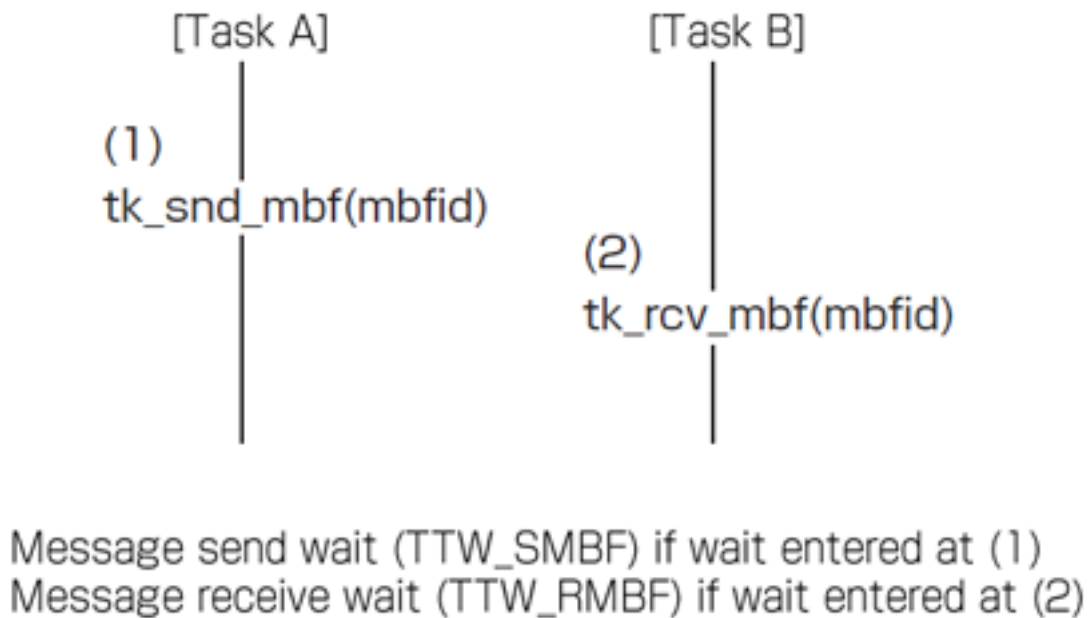 [Task A]
[Task B]
(1)
tk_snd_mbf(mbfid)
(2)
tk_rcv_mbf(mbfid)
Message send wait (TTW_SMBF) if wait entered at (1)
Message receive wait (TTW_RMBF) if wait entered at (2)